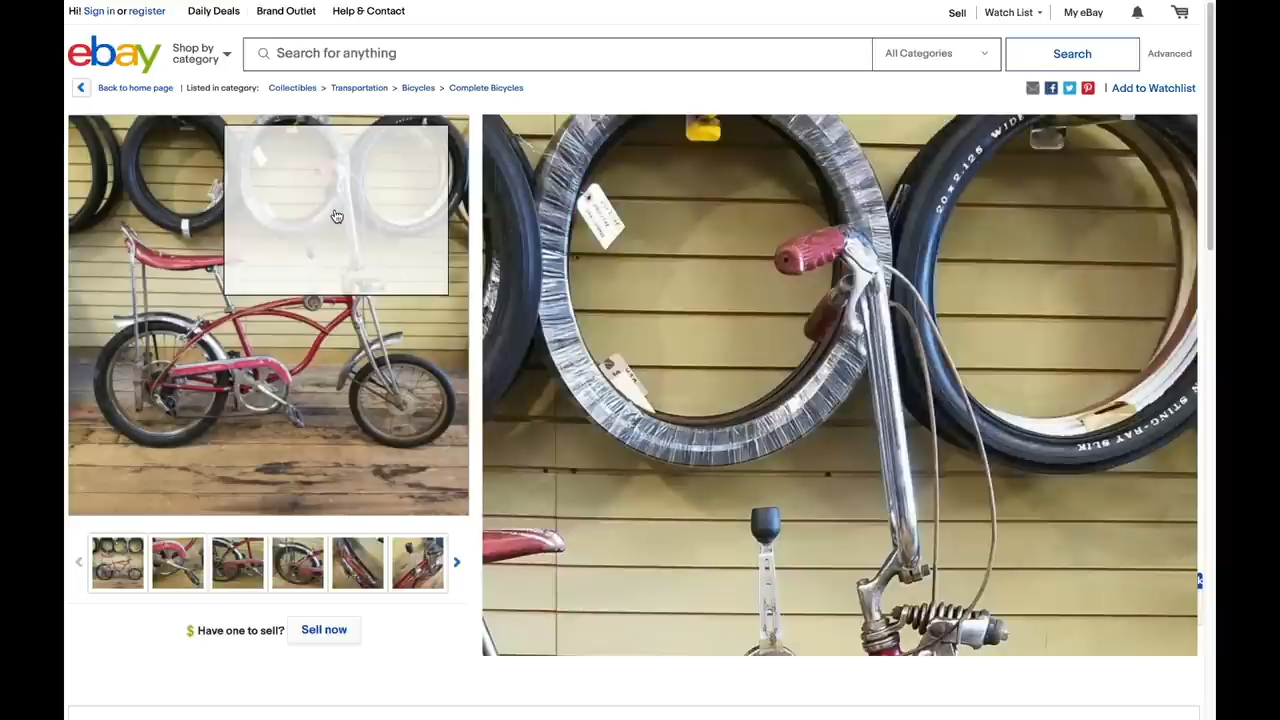 Hi! Sign in or register
Daily Deals
Brand Outlet
Help & Contact
Sell
Watch List
My eBay
ebay
Shop by
category
Search for anything
All Categories
Search
Advanced
Back to home page
Listed in category:
Collectibles > Transportation > Bicycles > Complete Bicycles
Add to Watchlist
20 x 2.125 WIDE
STING-RAY SLIK
$ Have one to sell?
Sell now